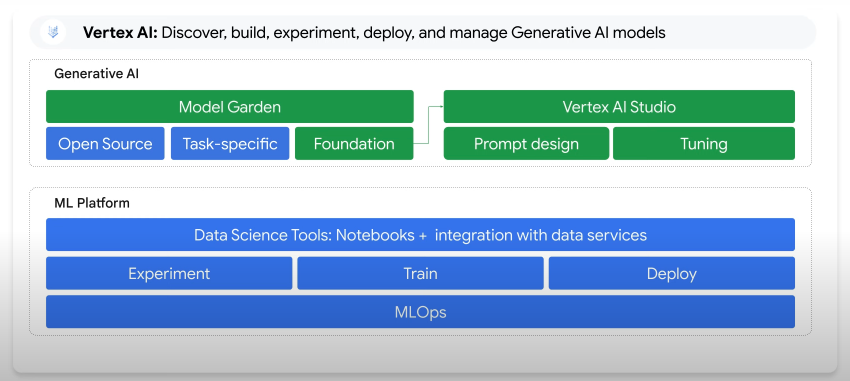 Vertex AI: Discover, build, experiment, deploy, and manage Generative AI models
Generative AI
Model Garden
Vertex AI Studio
Open Source
Task-specific
Foundation
Prompt design
Tuning
ML Platform
Data Science Tools: Notebooks + integration with data services
Experiment
Train
Deploy
MLOps